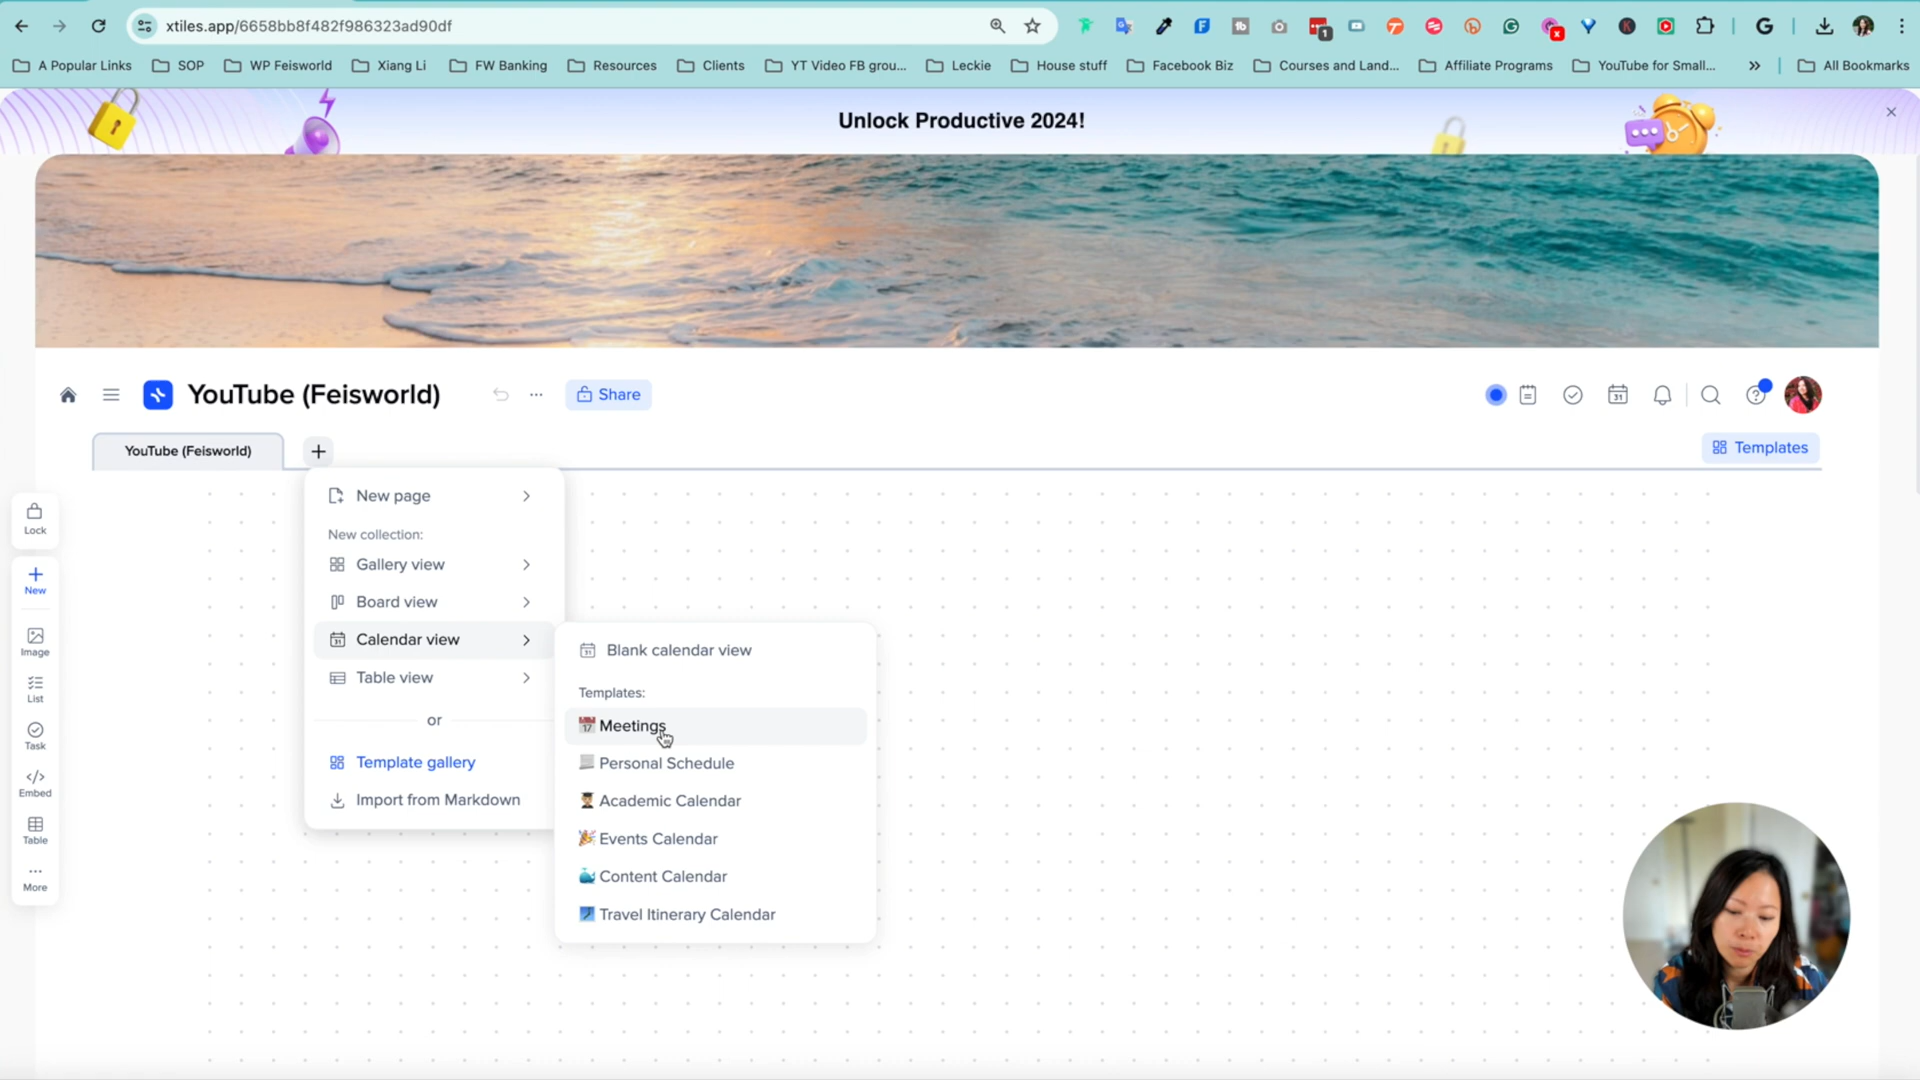 xtiles.app/6658bb8f482f986323ad90df
A Popular Links SOP WP Feisworld Xiang Li FW Banking Resources Clients YT Video FB grou... Leckie House stuff Facebook Biz Courses and Land... Affiliate Programs YouTube for Small... » All Bookmarks
Unlock Productive 2024!
YouTube (Feisworld) Share
YouTube (Feisworld)
Templates
Lock
New
Image
List
Task
Embed
Table
More
New page
New collection:
Gallery view
Board view
Calendar view
Table view
or
Template gallery
Import from Markdown
Blank calendar view
Templates:
Meetings
Personal Schedule
Academic Calendar
Events Calendar
Content Calendar
Travel Itinerary Calendar